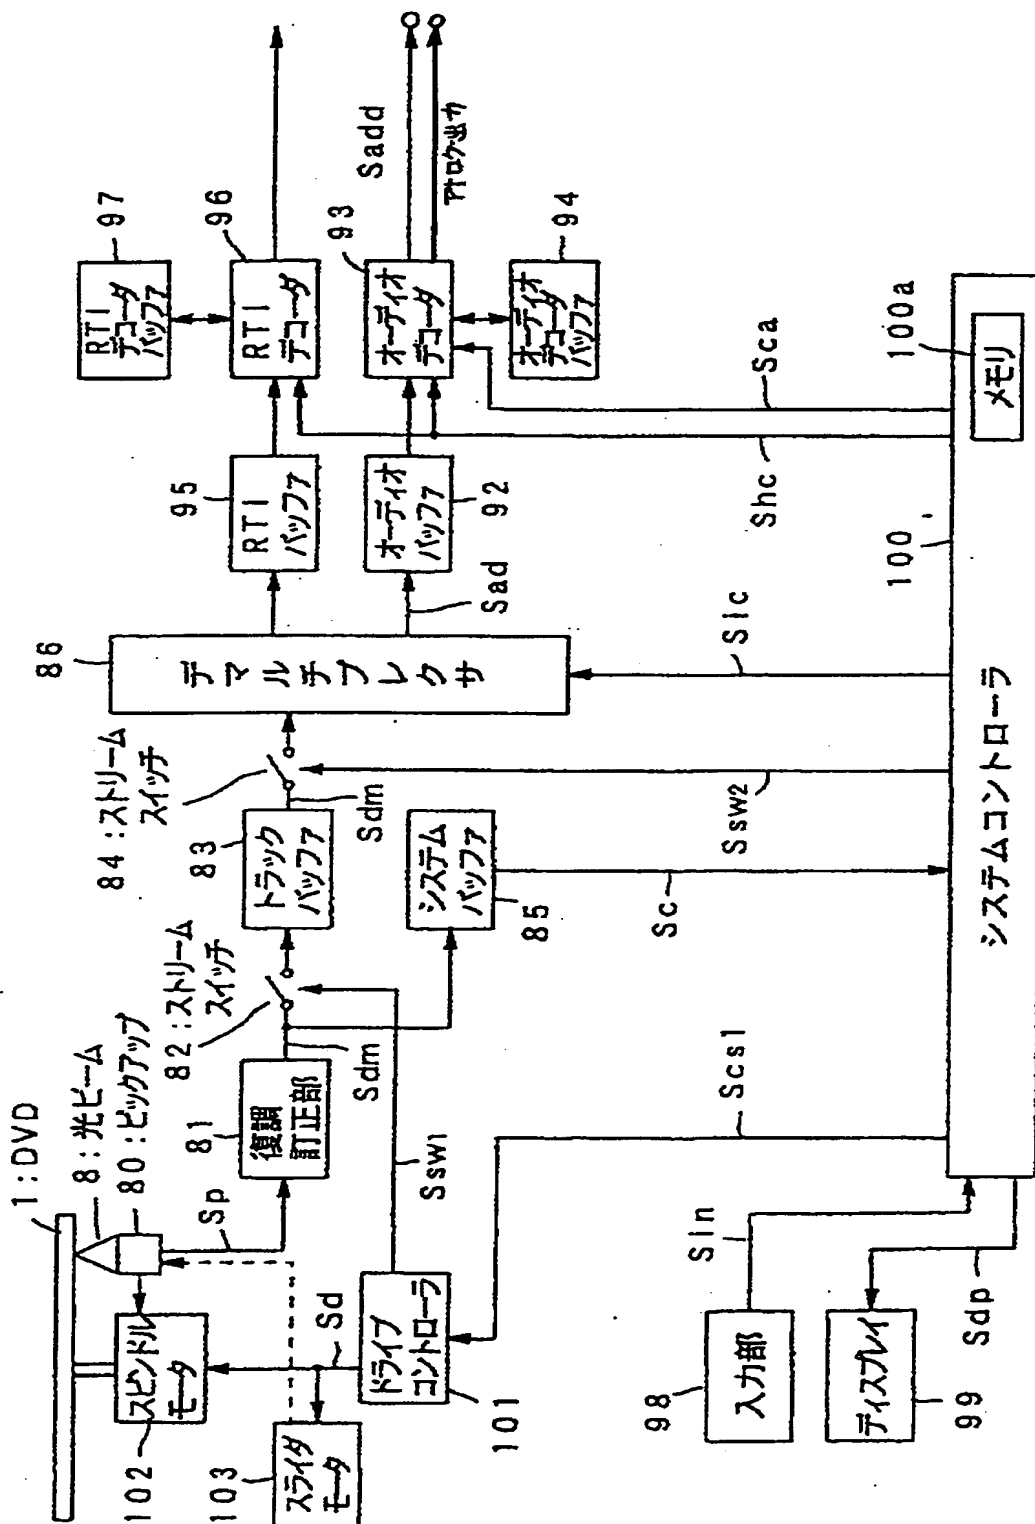 1:DVD
8:光ビーム
80:ピックアップ
Sp
スピンドル
モータ
102
スライダ
モータ
103
Sd
ドライブ
コントローラ
101
Ssw1
復調
訂正部
81
Sdm
82:ストリーム
スイッチ
トラック
バッファ
83
Sdm
84:ストリーム
スイッチ
システム
バッファ
85
デマルチプレクサ
86
Sad
RTI
バッファ
95
オーディオ
バッファ
92
RTI
デコーダ
96
RTI
デコーダ
バッファ
97
オーディオ
デコーダ
93
オーディオ
デコーダ
バッファ
94
Sadd
アナログ出力
入力部
98
ディスプレイ
99
SIn
Sdp
Scs1
Sc
Ssw2
Slc
Shc
Sca
100
システムコントローラ
メモリ
100a